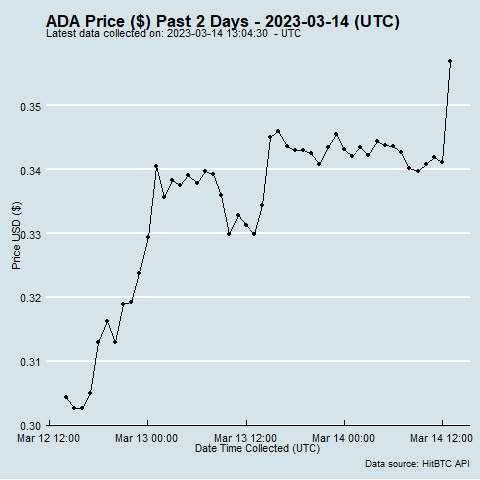 ADA Price ($) Past 2 Days - 2023-03-14 (UTC)
Latest data collected on: 2023-03-14 13:04:30 - UTC
Price USD ($)
0.35
0.34
0.33
0.32
0.31
0.30
Mar 12 12:00 Mar 13 00:00 Mar 13 12:00 Mar 14 00:00 Mar 14 12:00
Date Time Collected (UTC)
Data source: HitBTC API